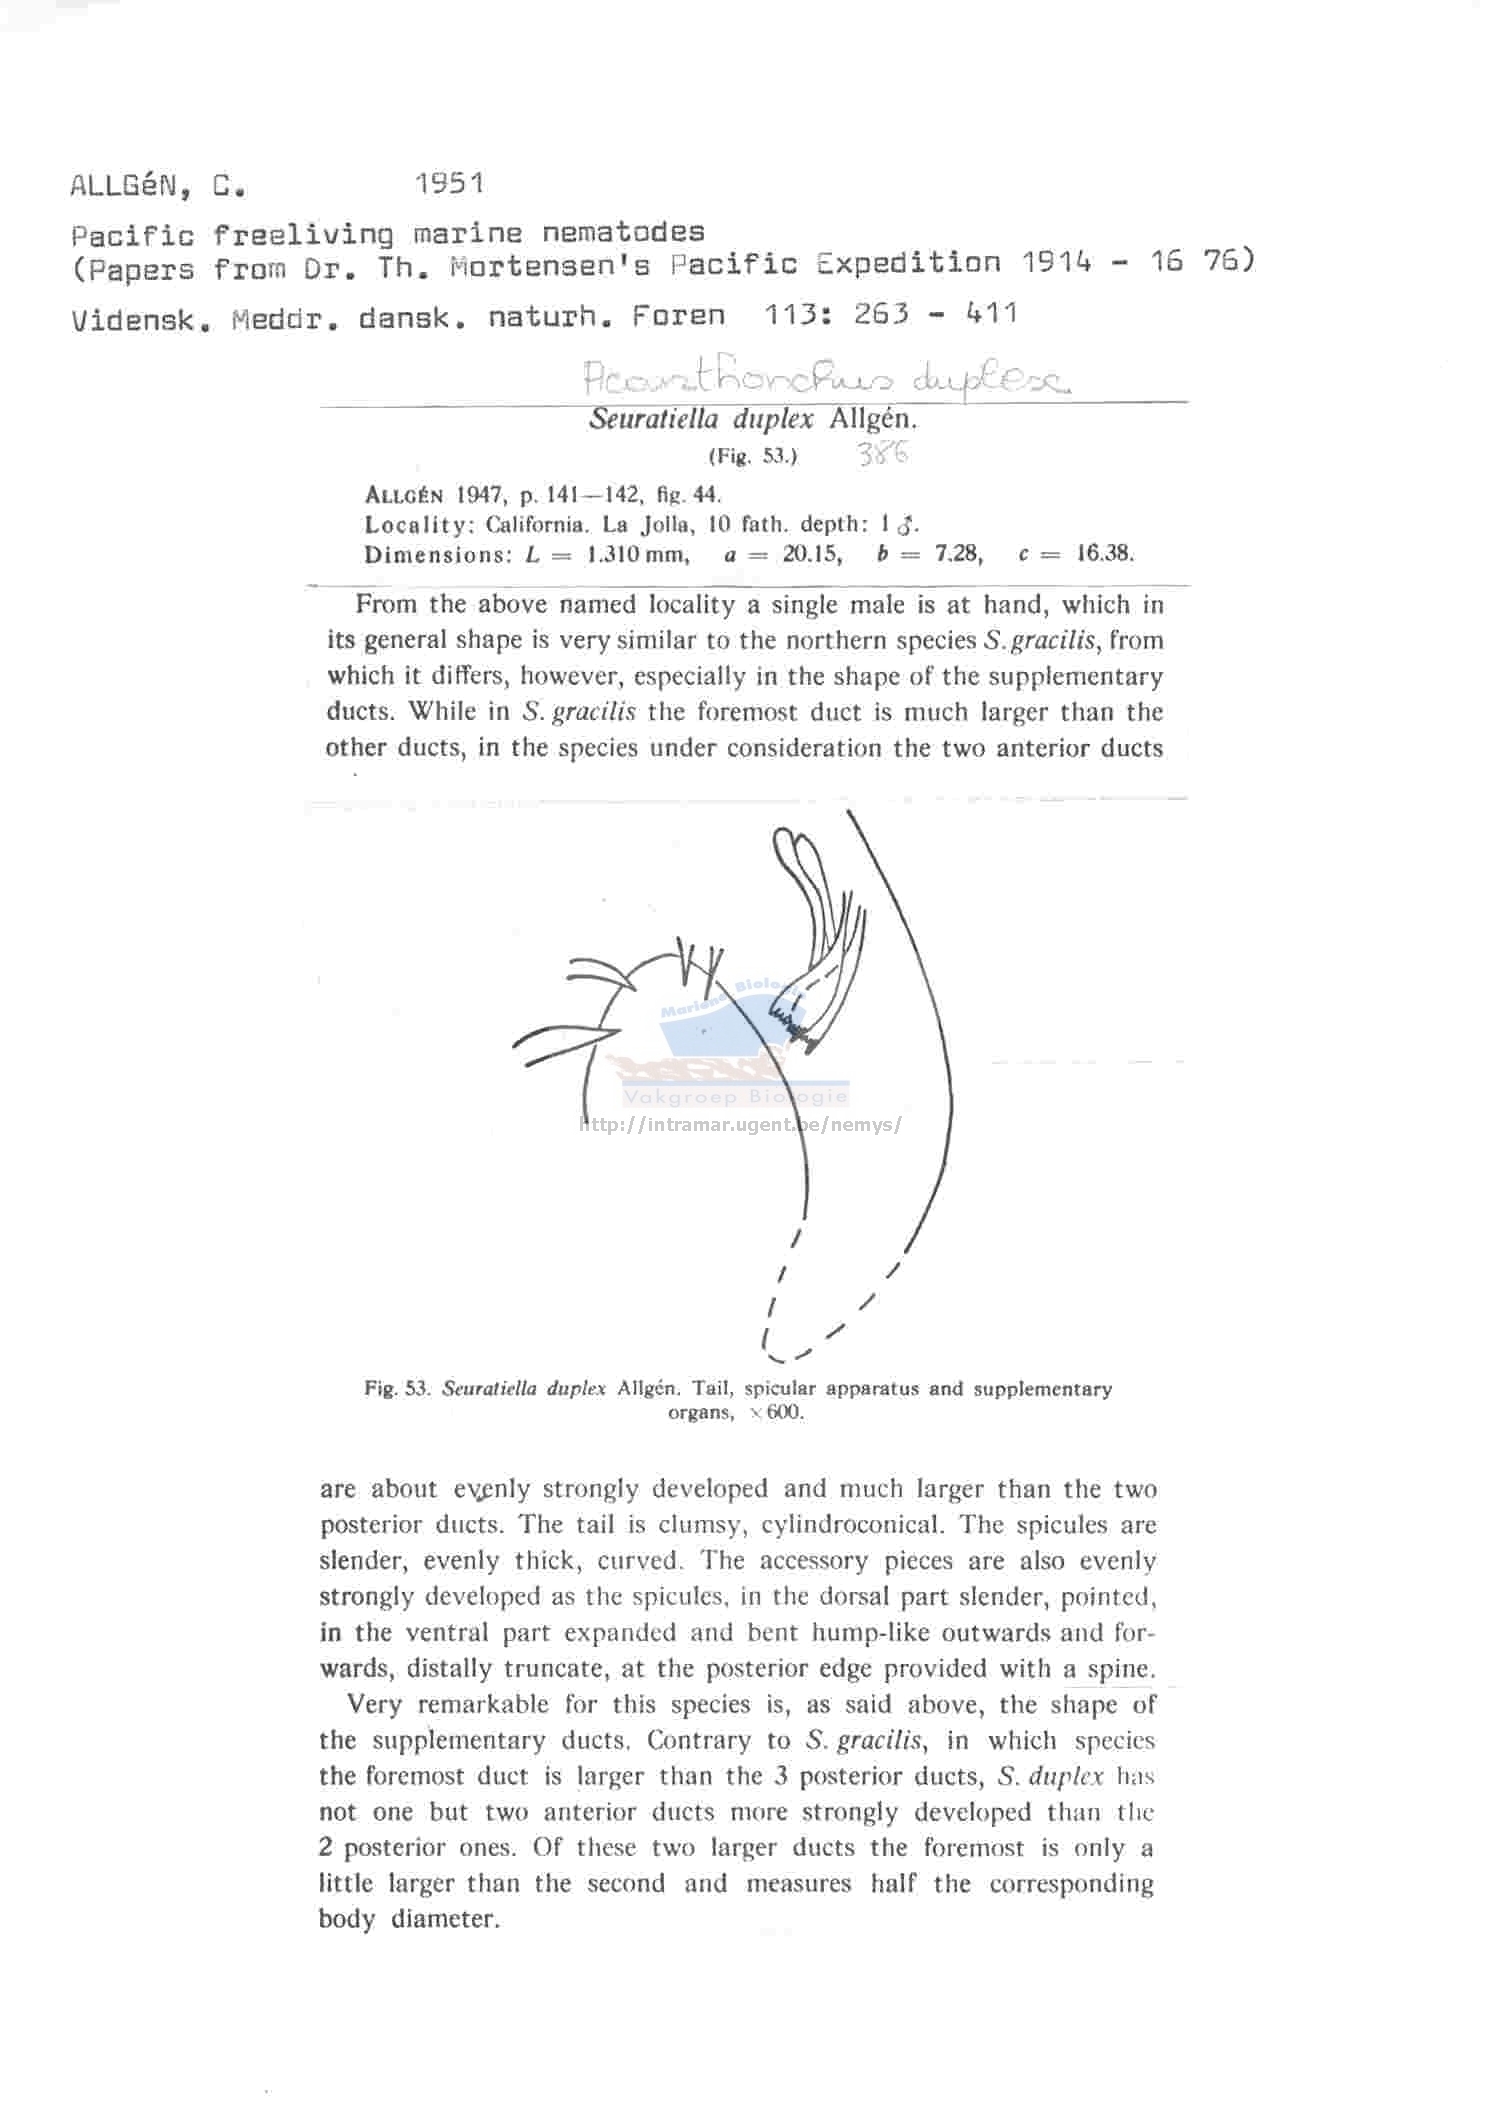 ALLGéN, C. 1951
Pacific freeliving marine nematodes
(Papers from Dr. Th. Mortensen's Pacific Expedition 1914 - 16 76)
Vidensk. Meddr. dansk. naturh. Foren 113: 263 - 411
Acanthonchus duplex
Seuratiella duplex Allgén.
(Fig. 53.) 386
ALLGÉN 1947, p. 141—142, fig. 44.
Locality: California. La Jolla, 10 fath. depth: 1 ♂.
Dimensions: L = 1.310 mm, a = 20.15, b = 7.28, c = 16.38.
From the above named locality a single male is at hand, which in
its general shape is very similar to the northern species S. gracilis, from
which it differs, however, especially in the shape of the supplementary
ducts. While in S. gracilis the foremost duct is much larger than the
other ducts, in the species under consideration the two anterior ducts
Mariene Biologie
Vakgroep Biologie
http://intramar.ugent.be/nemys/
Fig. 53. Seuratiella duplex Allgén. Tail, spicular apparatus and supplementary
organs, ×600.
are about evenly strongly developed and much larger than the two
posterior ducts. The tail is clumsy, cylindroconical. The spicules are
slender, evenly thick, curved. The accessory pieces are also evenly
strongly developed as the spicules, in the dorsal part slender, pointed,
in the ventral part expanded and bent hump-like outwards and for-
wards, distally truncate, at the posterior edge provided with a spine.
Very remarkable for this species is, as said above, the shape of
the supplementary ducts. Contrary to S. gracilis, in which species
the foremost duct is larger than the 3 posterior ducts, S. duplex has
not one but two anterior ducts more strongly developed than the
2 posterior ones. Of these two larger ducts the foremost is only a
little larger than the second and measures half the corresponding
body diameter.